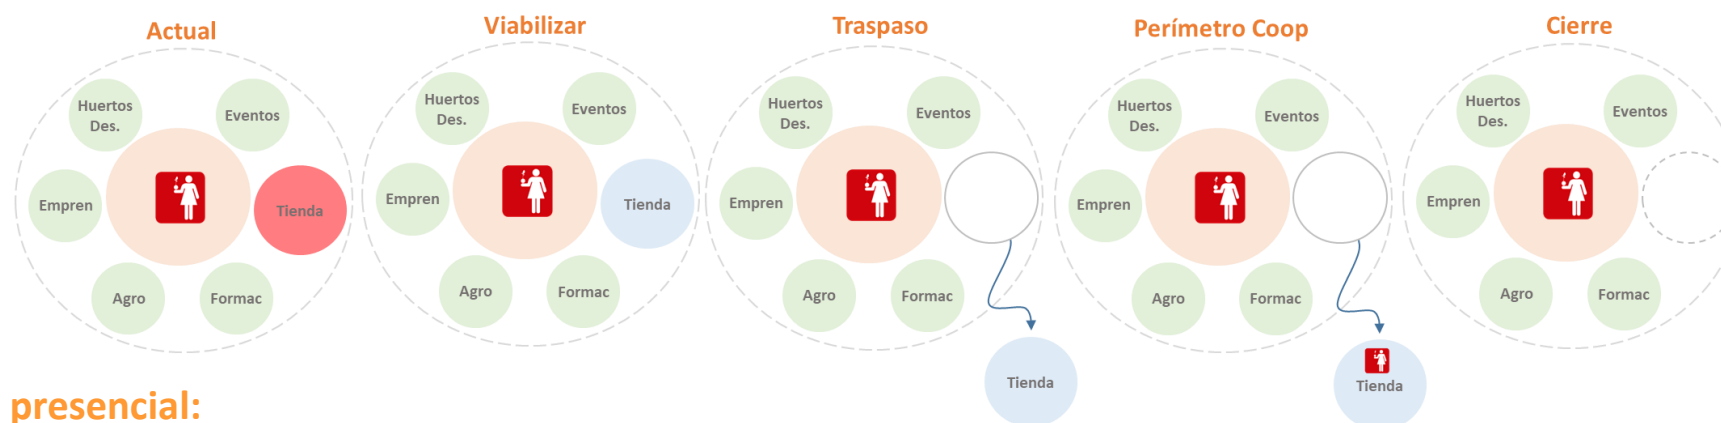 Actual
Viabilizar
Traspaso
Perímetro Coop
Cierre
Huertos
Des.
Eventos
Empren
Tienda
Agro
Formac
Huertos
Des.
Eventos
Empren
Tienda
Agro
Formac
Huertos
Des.
Eventos
Empren
Agro
Formac
Tienda
Huertos
Des.
Eventos
Empren
Agro
Formac
Tienda
Huertos
Des.
Eventos
Empren
Agro
Formac
presencial: